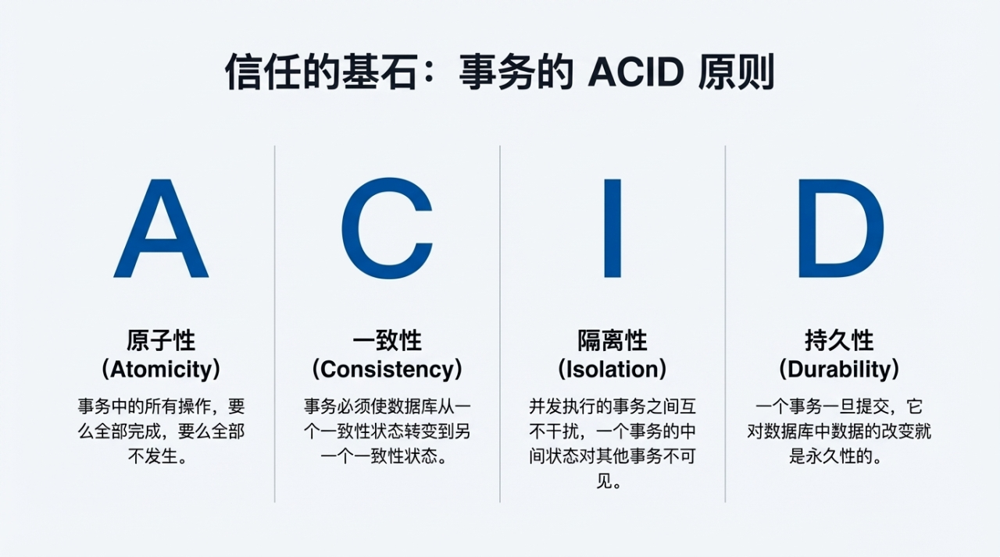 信任的基石：事务的 ACID 原则
A
原子性
（Atomicity）
事务中的所有操作，要
么全部完成，要么全部
不发生。
C
一致性
（Consistency）
事务必须使数据库从一
个一致性状态转变到另
一个一致性状态。
I
隔离性
（Isolation）
并发执行的事务之间互
不干扰，一个事务的中
间状态对其他事务不可
见。
D
持久性
（Durability）
一个事务一旦提交，它
对数据库中数据的改变就
是永久性的。